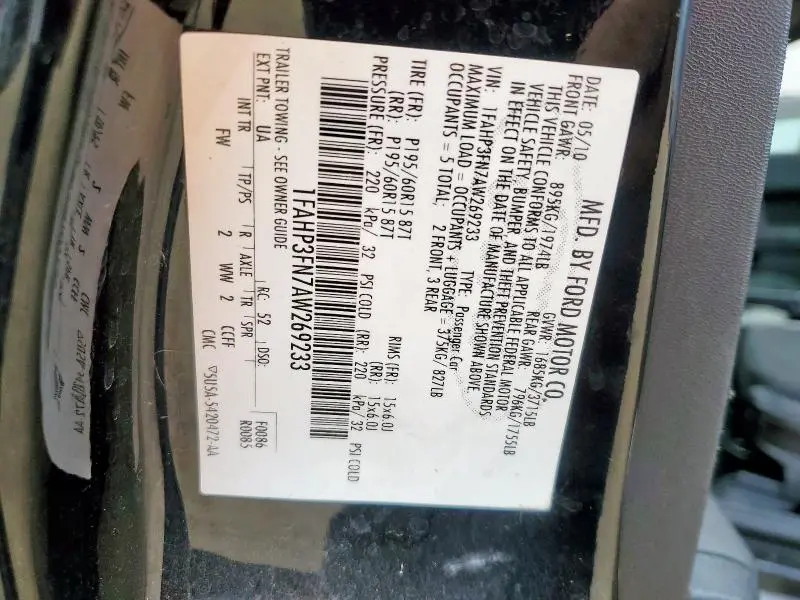 MFD. BY FORD MOTOR CO.
DATE: 05/10 GVWR: 1685KG/3715LB
FRONT GAWR: 895KG/1974LB REAR GAWR: 796KG/1755LB
THIS VEHICLE CONFORMS TO ALL APPLICABLE FEDERAL MOTOR
VEHICLE SAFETY, BUMPER, AND THEFT PREVENTION STANDARDS
IN EFFECT ON THE DATE OF MANUFACTURE SHOWN ABOVE.
VIN: 1FAHP3FN7AW269233 TYPE: Passenger Car
MAXIMUM LOAD = OCCUPANTS + LUGGAGE = 375KG/827LB
OCCUPANTS = 5 TOTAL, 2 FRONT, 3 REAR
TIRE (FR): P195/60R15 87T RIMS (FR): 15x6.0J
(RR): P195/60R15 87T (RR): 15x6.0J
PRESSURE (FR): 220 kPa/ 32 PSI COLD (RR): 220 kPa/32 PSI COLD
1FAHP3FN7AW269233
TRAILER TOWING - SEE OWNER GUIDE
EXT PNT: UA RC: 52 DSO: F0086
R0085
INT TR TP/PS R AXLE TR SPR
FW 2 WW 2 CCFF
CMC ▽5U5A-5420472-AA